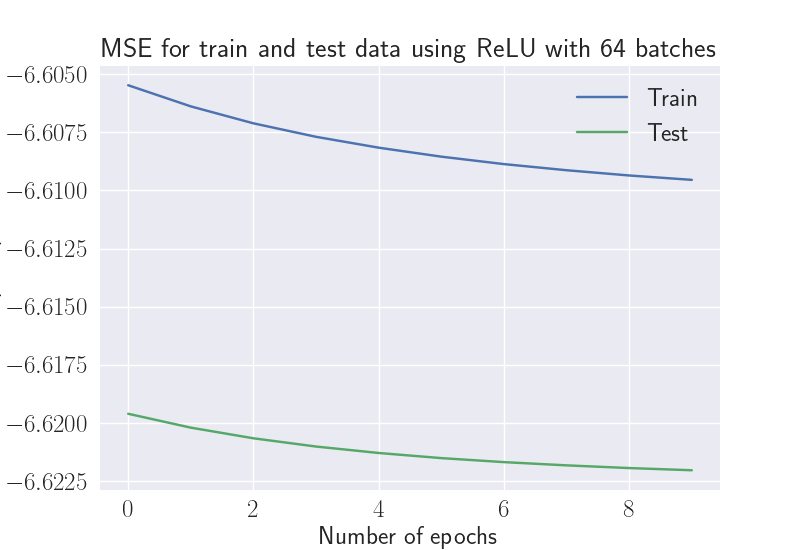 MSE for train and test data using ReLU with 64 batches
−6.6050
−6.6075
−6.6100
−6.6125
−6.6150
−6.6175
−6.6200
−6.6225
Train
Test
0 2 4 6 8
Number of epochs